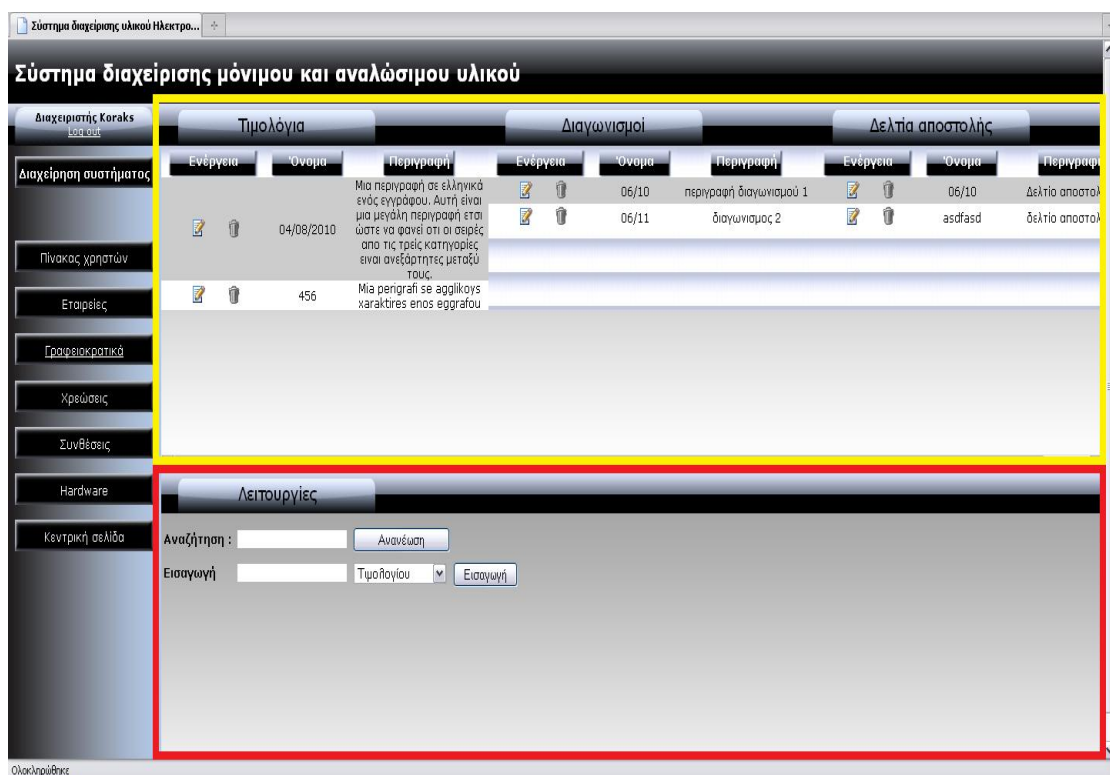 Σύστημα διαχείρισης υλικού Ηλεκτρο...
Σύστημα διαχείρισης μόνιμου και αναλώσιμου υλικού
Διαχειριστής Koraks
Log out
Διαχείρηση συστήματος
Πίνακας χρηστών
Εταιρείες
Γραφειοκρατικά
Χρεώσεις
Συνθέσεις
Hardware
Κεντρική σελίδα
Τιμολόγια
Ενέργεια Όνομα Περιγραφή
04/08/2010
Μια περιγραφή σε ελληνικά
ενός εγγράφου. Αυτή είναι
μια μεγάλη περιγραφή ετσι
ώστε να φανεί οτι οι σειρές
απο τις τρείς κατηγορίες
ειναι ανεξάρτητες μεταξύ
τους.
456
Mia perigrafi se agglikoys
xaraktires enos eggrafou
Διαγωνισμοί
Ενέργεια Όνομα Περιγραφή
06/10 περιγραφή διαγωνισμού 1
06/11 διαγωνισμος 2
Δελτία αποστολής
Ενέργεια Όνομα Περιγραφ
06/10 Δελτίο αποστολ
asdfasd δελτίο αποστολ
Λειτουργίες
Αναζήτηση : Ανανέωση
Εισαγωγή Τιμολογίου Εισαγωγή
Ολοκληρώθηκε